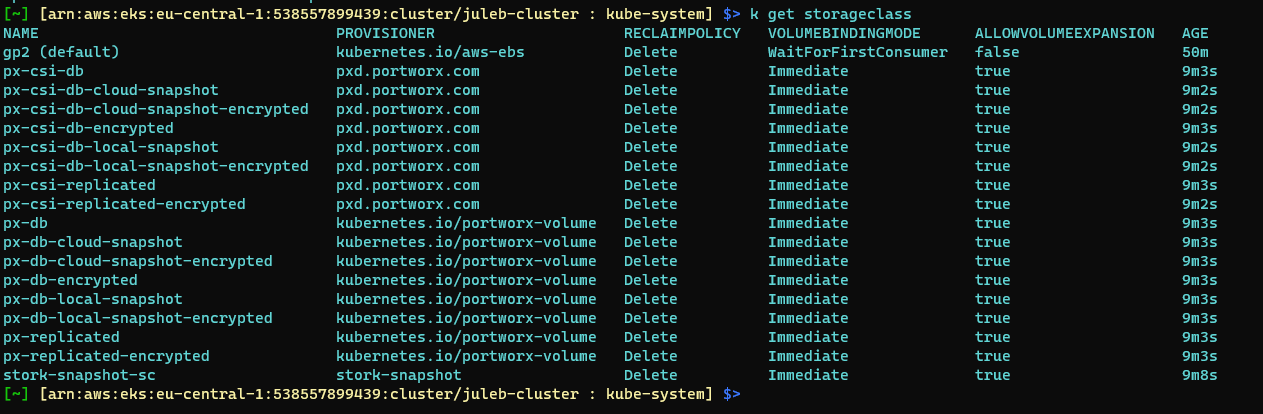 [~] [arn:aws:eks:eu-central-1:538557899439:cluster/juleb-cluster : kube-system] $> k get storageclass
NAME PROVISIONER RECLAIMPOLICY VOLUMEBINDINGMODE ALLOWVOLUMEEXPANSION AGE
gp2 (default) kubernetes.io/aws-ebs Delete WaitForFirstConsumer false 50m
px-csi-db pxd.portworx.com Delete Immediate true 9m3s
px-csi-db-cloud-snapshot pxd.portworx.com Delete Immediate true 9m2s
px-csi-db-cloud-snapshot-encrypted pxd.portworx.com Delete Immediate true 9m2s
px-csi-db-encrypted pxd.portworx.com Delete Immediate true 9m3s
px-csi-db-local-snapshot pxd.portworx.com Delete Immediate true 9m2s
px-csi-db-local-snapshot-encrypted pxd.portworx.com Delete Immediate true 9m2s
px-csi-replicated pxd.portworx.com Delete Immediate true 9m3s
px-csi-replicated-encrypted pxd.portworx.com Delete Immediate true 9m2s
px-db kubernetes.io/portworx-volume Delete Immediate true 9m3s
px-db-cloud-snapshot kubernetes.io/portworx-volume Delete Immediate true 9m3s
px-db-cloud-snapshot-encrypted kubernetes.io/portworx-volume Delete Immediate true 9m3s
px-db-encrypted kubernetes.io/portworx-volume Delete Immediate true 9m3s
px-db-local-snapshot kubernetes.io/portworx-volume Delete Immediate true 9m3s
px-db-local-snapshot-encrypted kubernetes.io/portworx-volume Delete Immediate true 9m3s
px-replicated kubernetes.io/portworx-volume Delete Immediate true 9m3s
px-replicated-encrypted kubernetes.io/portworx-volume Delete Immediate true 9m3s
stork-snapshot-sc stork-snapshot Delete Immediate true 9m8s
[~] [arn:aws:eks:eu-central-1:538557899439:cluster/juleb-cluster : kube-system] $>